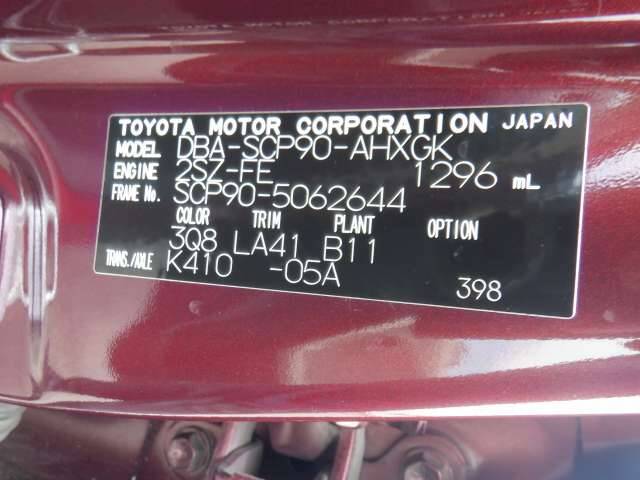 TOYOTA MOTOR CORPORATION JAPAN
MODEL DBA-SCP90-AHXGK
ENGINE 2SZ-FE 1296 mL
FRAME No. SCP90-5062644
COLOR TRIM PLANT OPTION
3Q8 LA41 B11
TRANS./AXLE K410 -05A
398